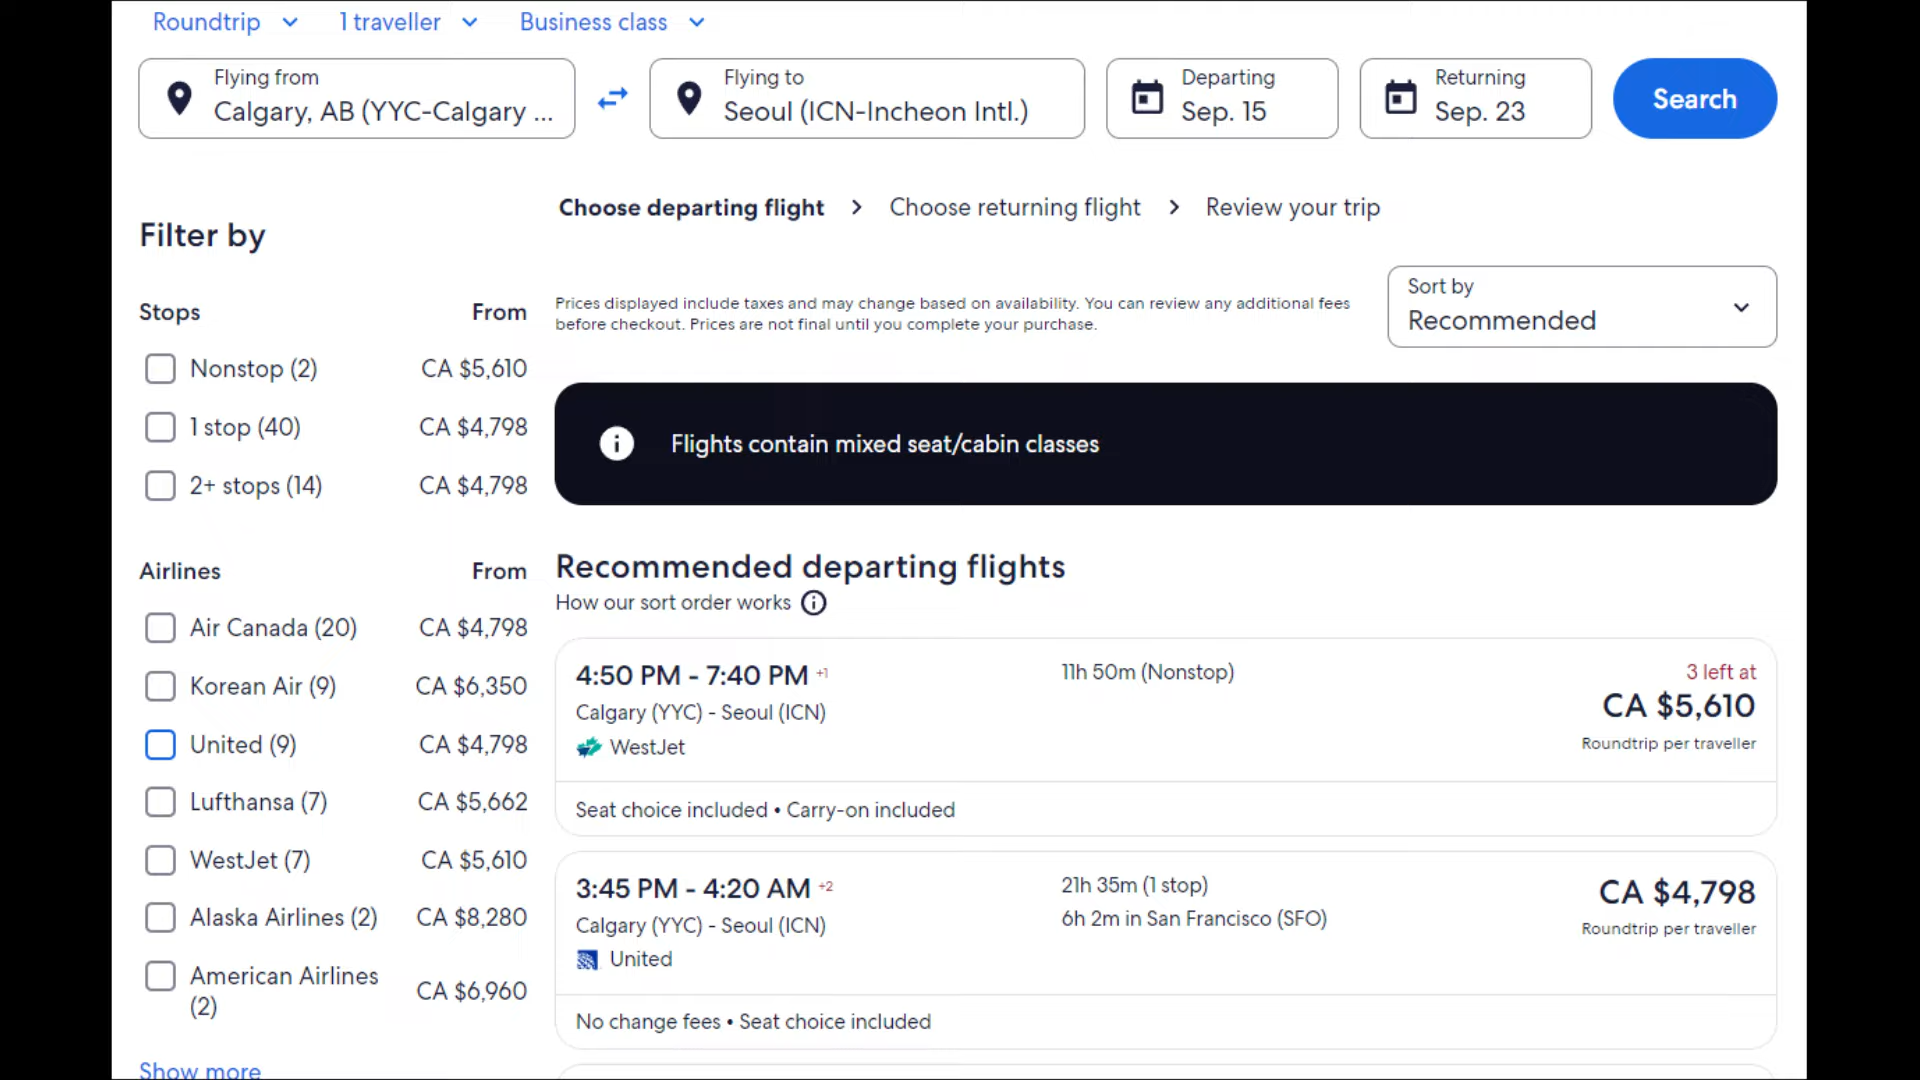 Roundtrip 1 traveller Business class
Flying from
Calgary, AB (YYC-Calgary ...
Flying to
Seoul (ICN-Incheon Intl.)
Departing
Sep. 15
Returning
Sep. 23
Search
Choose departing flight > Choose returning flight > Review your trip
Filter by
Stops From
Nonstop (2) CA $5,610
1 stop (40) CA $4,798
2+ stops (14) CA $4,798
Airlines From
Air Canada (20) CA $4,798
Korean Air (9) CA $6,350
United (9) CA $4,798
Lufthansa (7) CA $5,662
WestJet (7) CA $5,610
Alaska Airlines (2) CA $8,280
American Airlines
(2) CA $6,960
Show more
Prices displayed include taxes and may change based on availability. You can review any additional fees
before checkout. Prices are not final until you complete your purchase.
Sort by
Recommended
Flights contain mixed seat/cabin classes
Recommended departing flights
How our sort order works
4:50 PM - 7:40 PM +1
Calgary (YYC) - Seoul (ICN)
WestJet
11h 50m (Nonstop)
3 left at
CA $5,610
Roundtrip per traveller
Seat choice included • Carry-on included
3:45 PM - 4:20 AM +2
Calgary (YYC) - Seoul (ICN)
United
21h 35m (1 stop)
6h 2m in San Francisco (SFO)
CA $4,798
Roundtrip per traveller
No change fees • Seat choice included